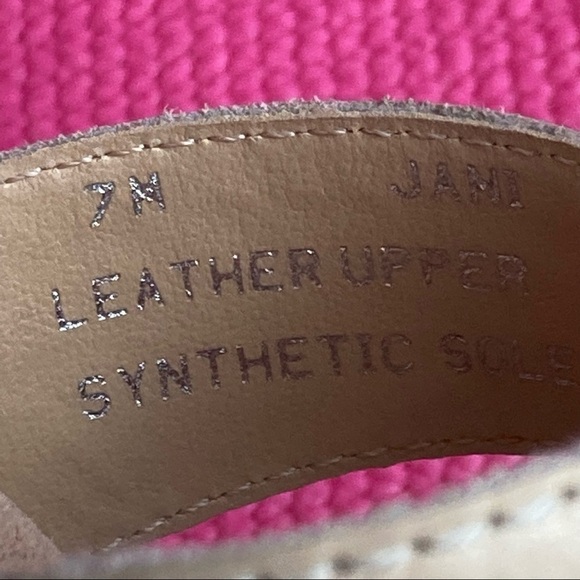 7M JANI
LEATHER UPPER
SYNTHETIC SOLE